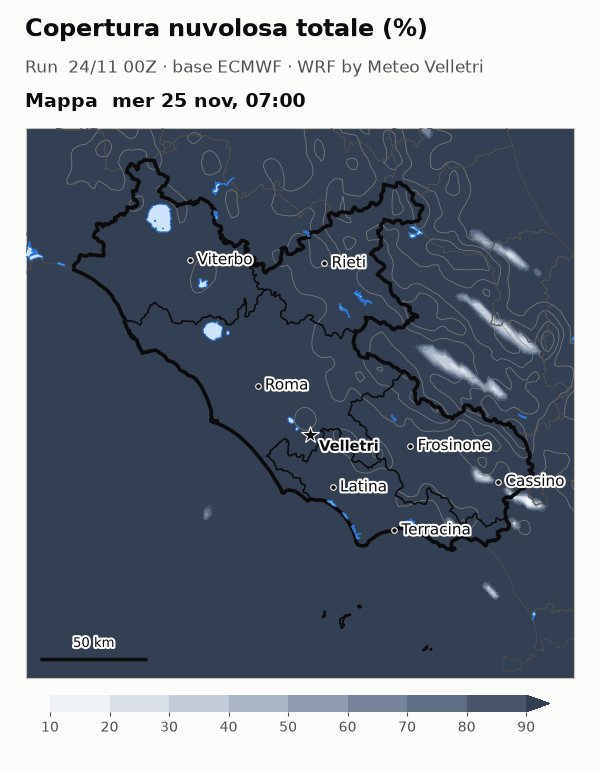 Copertura nuvolosa totale (%)
Run  24/11 00Z · base ECMWF · WRF by Meteo Velletri
Mappa  mer 25 nov, 07:00
Viterbo
Rieti
Roma
Velletri
Frosinone
Cassino
Latina
Terracina
50 km
10 20 30 40 50 60 70 80 90